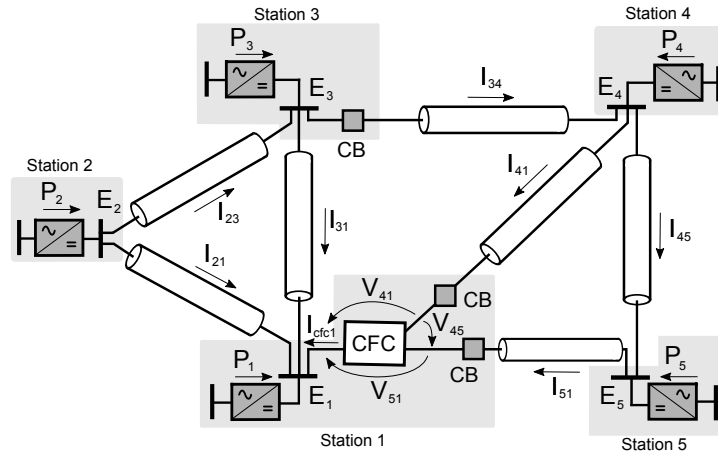 Station 3
Station 4
P3
P4
E3
E4
I34
CB
Station 2
P2
E2
I23
I31
I41
I45
I21
V41
CB
Icfc1
V45
CFC
P1
V51
CB
P5
E1
I51
E5
Station 1
Station 5